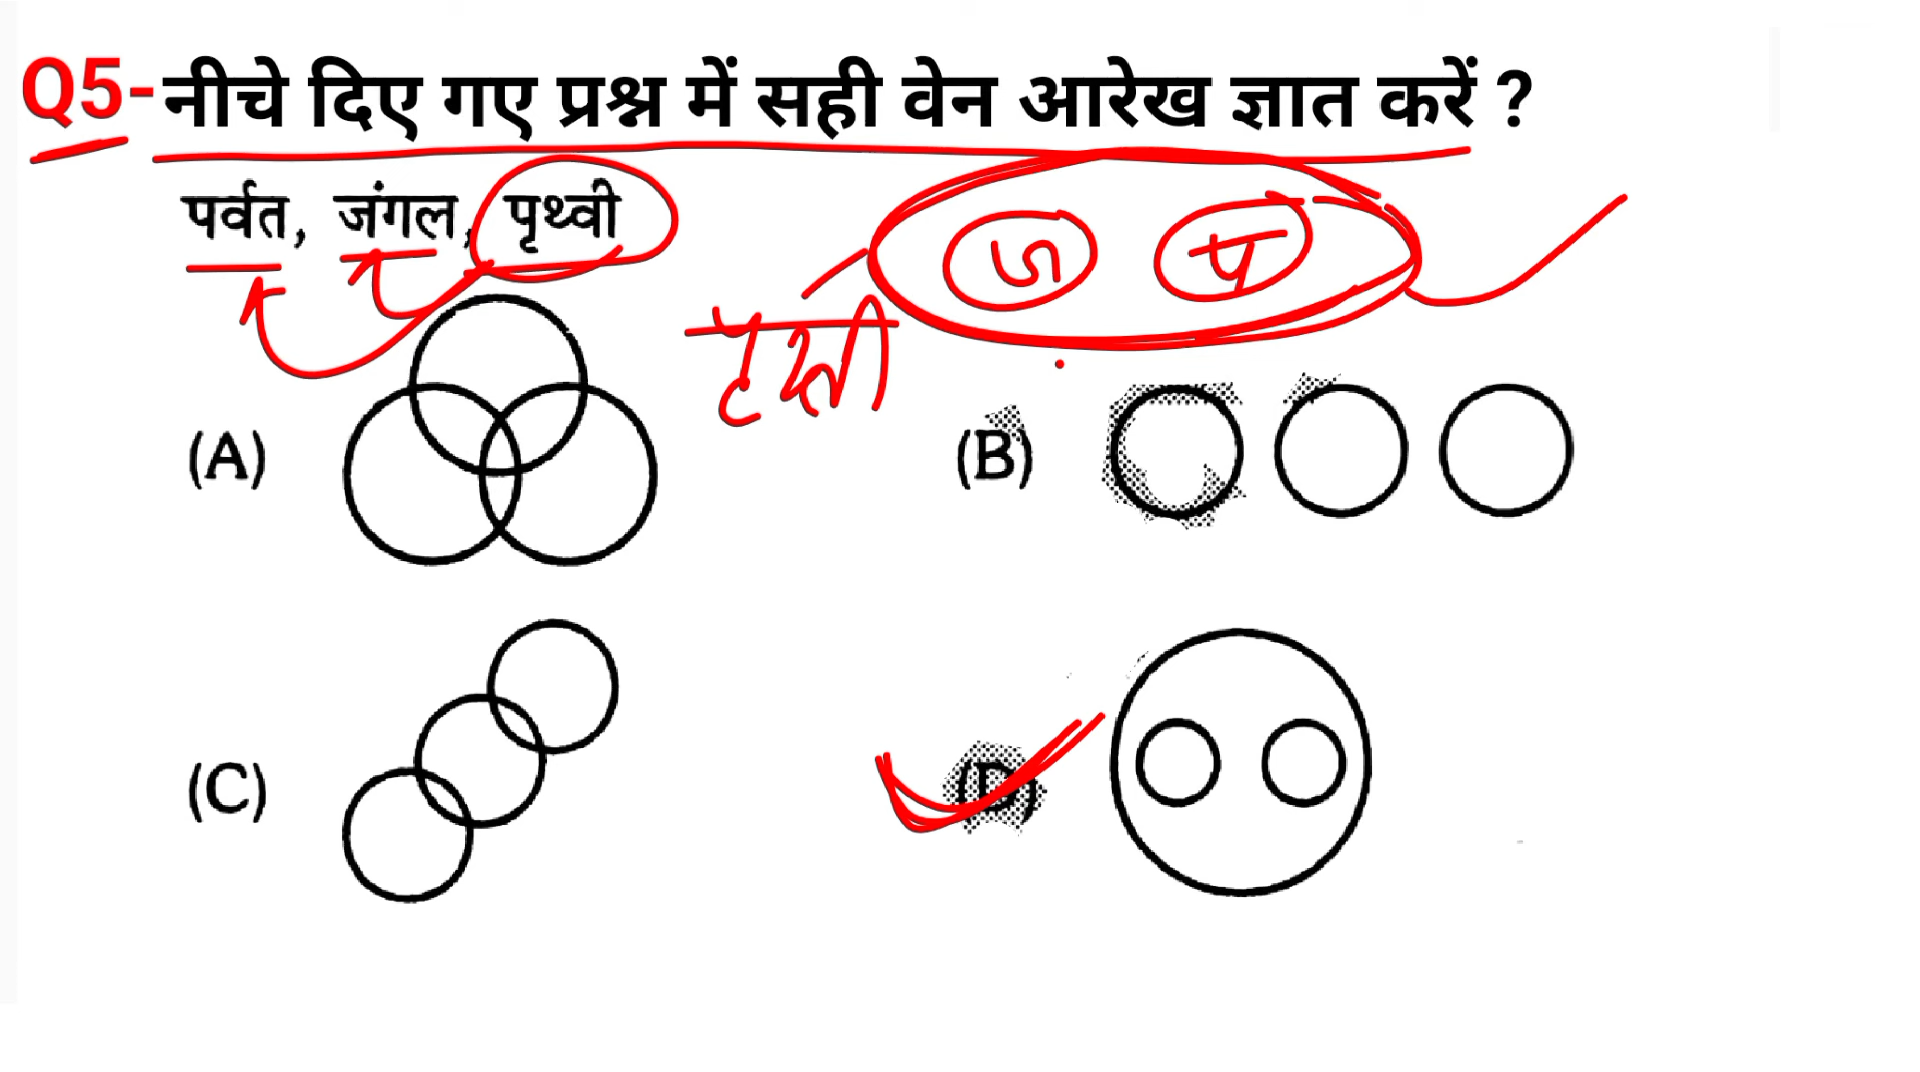 Q5-नीचे दिए गए प्रश्न में सही वेन आरेख ज्ञात करें ?
पर्वत, जंगल, पृथ्वी
ज प
पृथ्वी
(A)
(B)
(C)
(D)